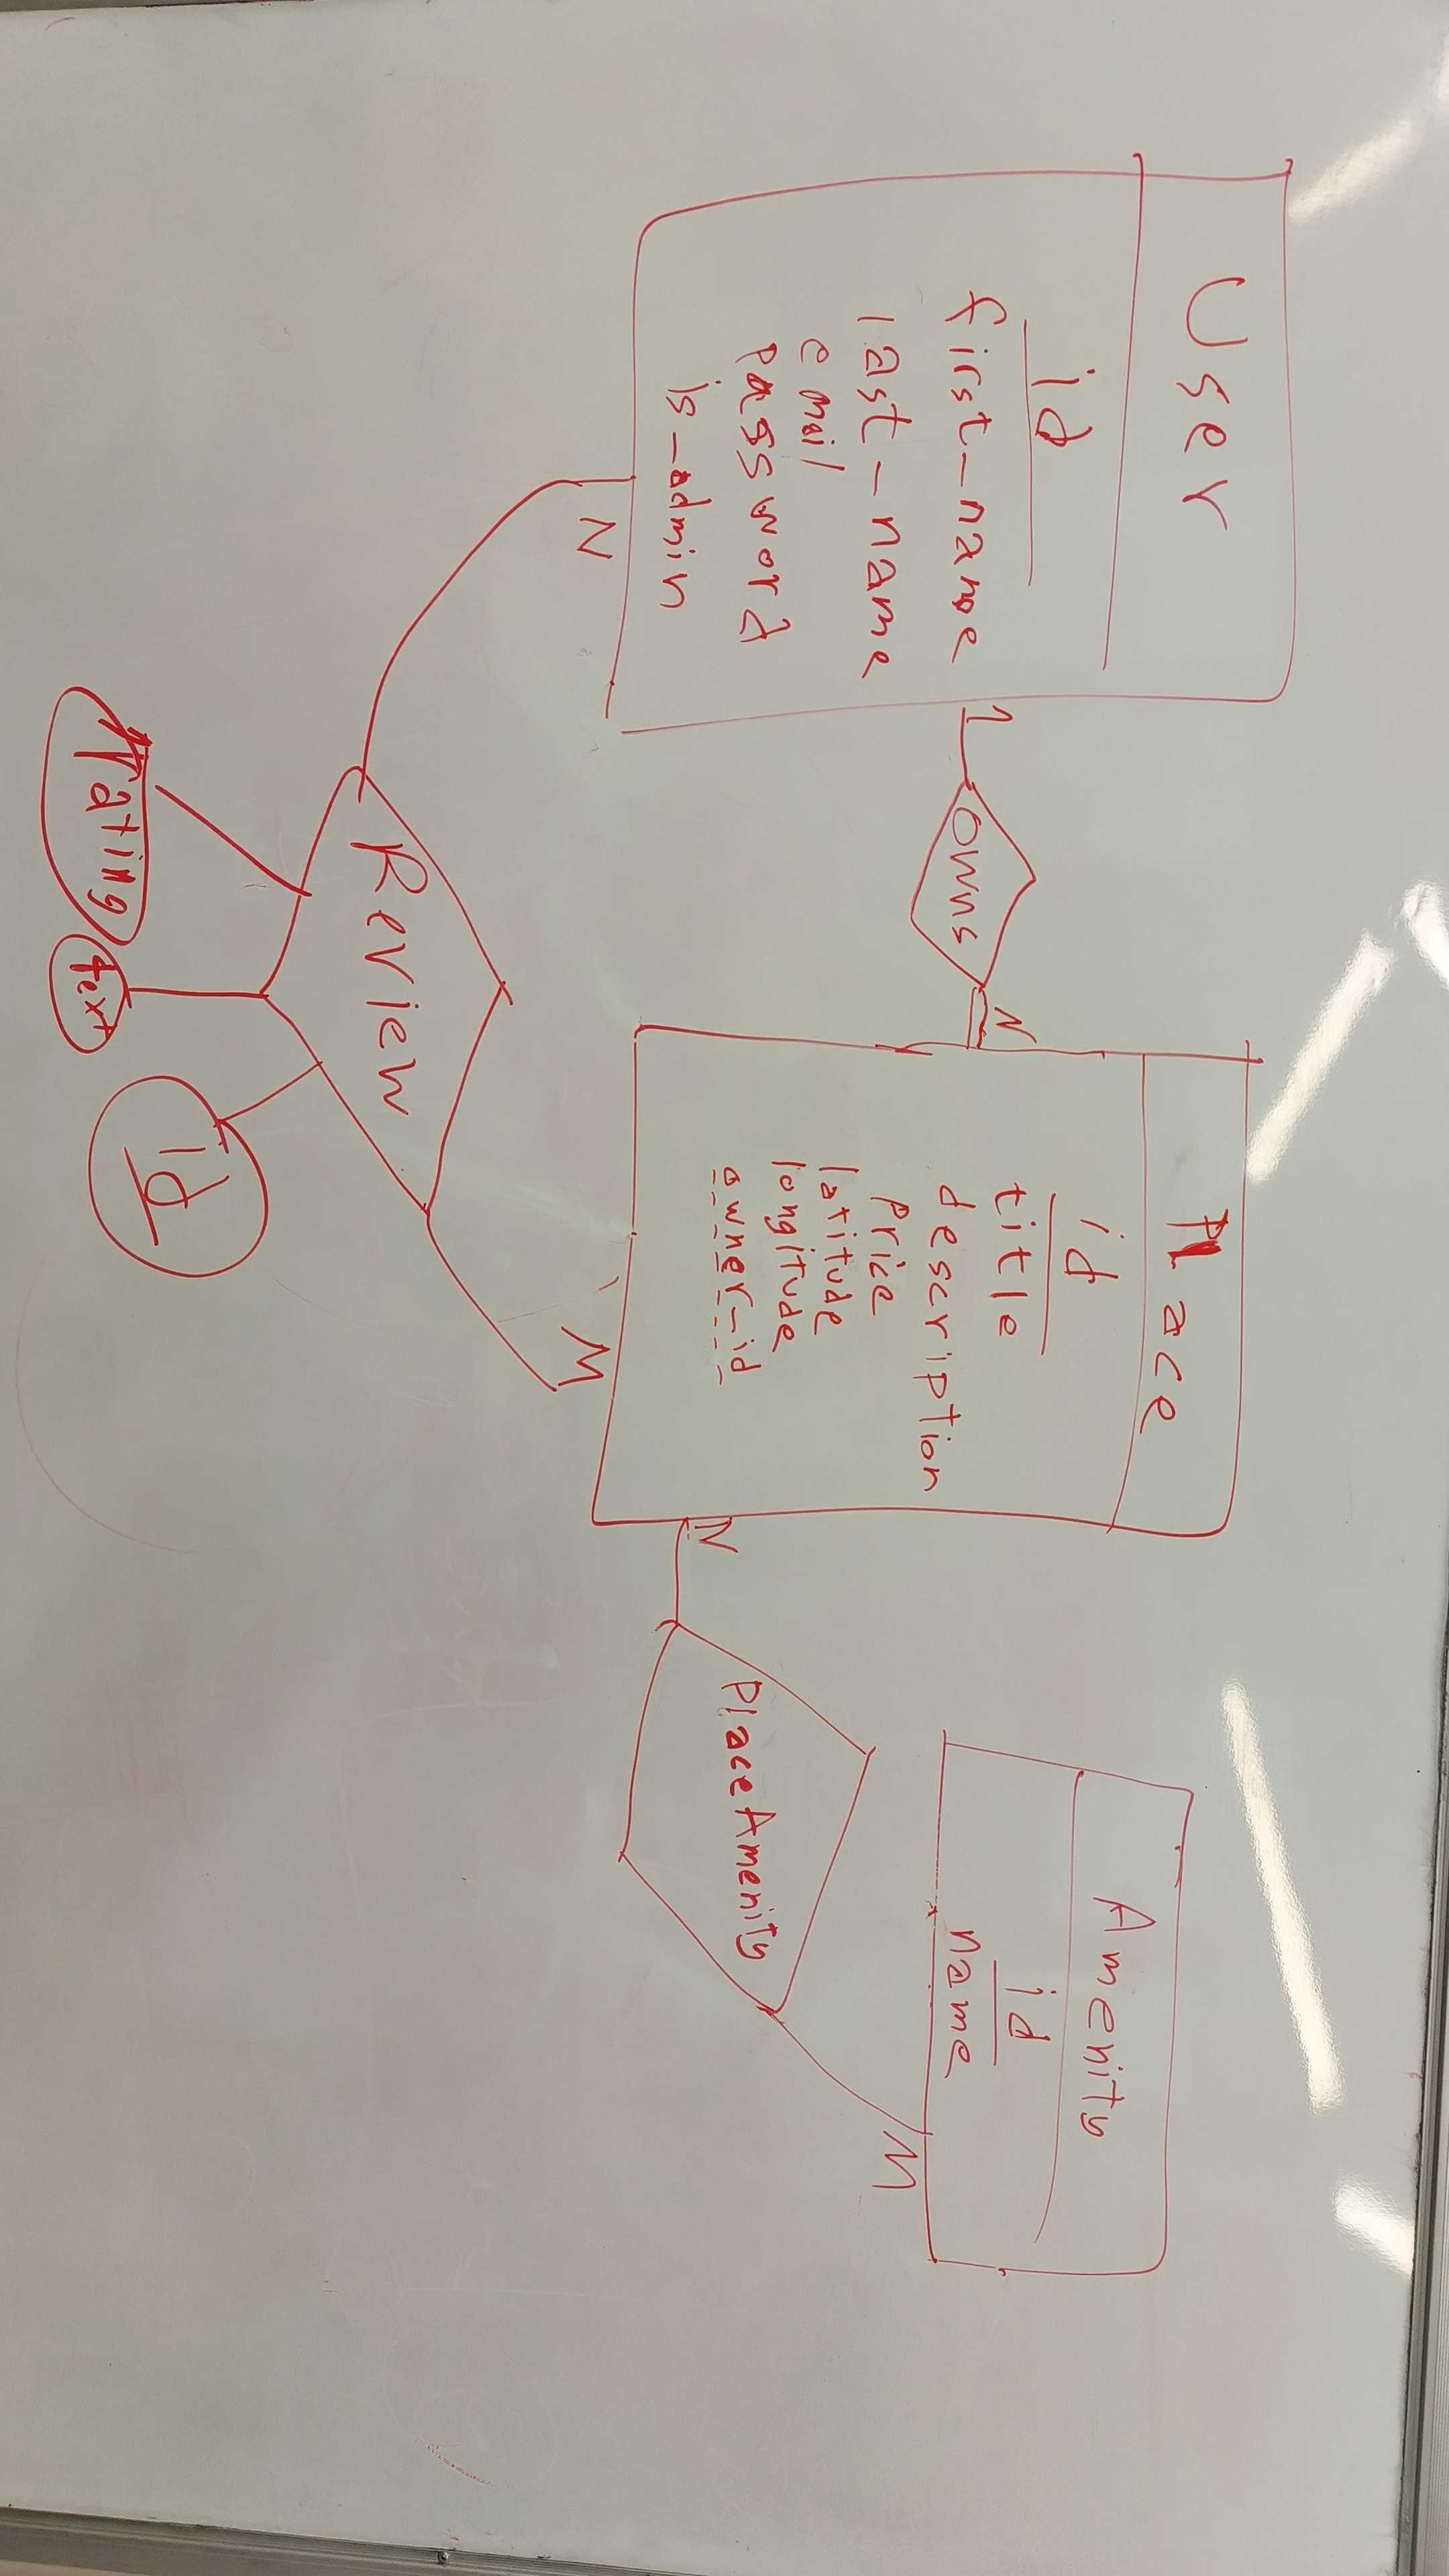 User
id
first_name
last_name
email
password
is_admin
N
1
owns
N
Place
id
title
description
Price
latitude
longitude
owner_id
M
N
PlaceAmenity
M
Amenity
id
name
Review
rating
text
id